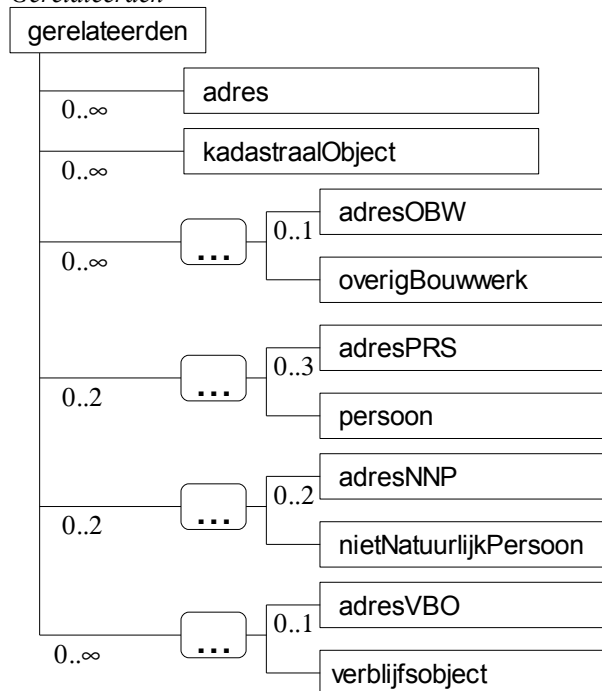 Gerelateerden
gerelateerden
adres
0..∞
kadastraalObject
0..∞
adresOBW
0..1
...
0..∞
overigBouwwerk
adresPRS
0..3
...
0..2
persoon
adresNNP
0..2
...
0..2
nietNatuurlijkPersoon
adresVBO
0..1
...
0..∞
verblijfsobject